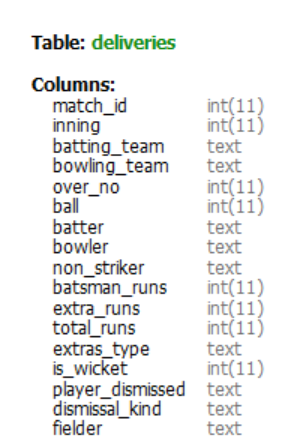 Table: deliveries
Columns:
match_id int(11)
inning int(11)
batting_team text
bowling_team text
over_no int(11)
ball int(11)
batter text
bowler text
non_striker text
batsman_runs int(11)
extra_runs int(11)
total_runs int(11)
extras_type text
is_wicket int(11)
player_dismissed text
dismissal_kind text
fielder text